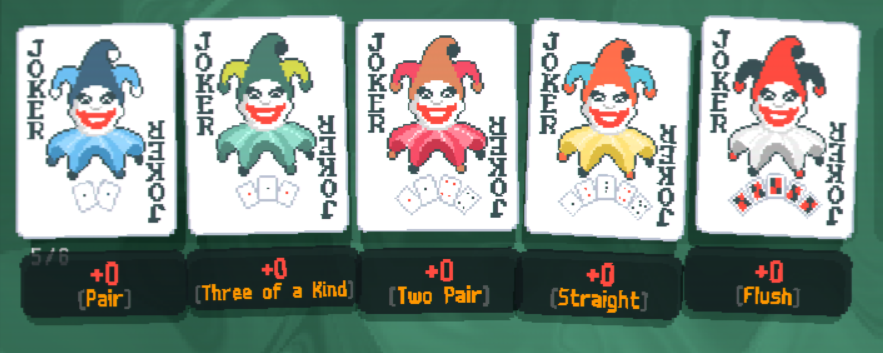 JOKER JOKER
JOKER JOKER
JOKER JOKER
JOKER JOKER
JOKER JOKER
5/6
+0
(Pair)
+0
(Three of a Kind)
+0
(Two Pair)
+0
(Straight)
+0
(Flush)